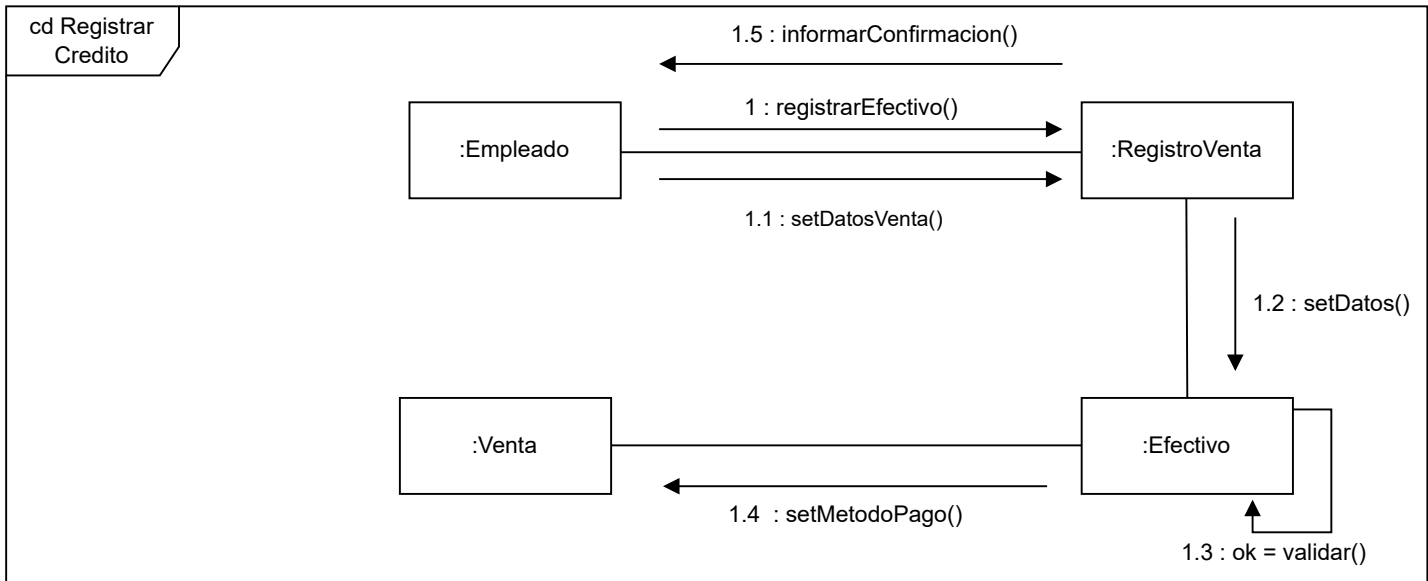 cd Registrar
Credito
1.5 : informarConfirmacion()
1 : registrarEfectivo()
:Empleado
:RegistroVenta
1.1 : setDatosVenta()
1.2 : setDatos()
:Venta
:Efectivo
1.4 : setMetodoPago()
1.3 : ok = validar()